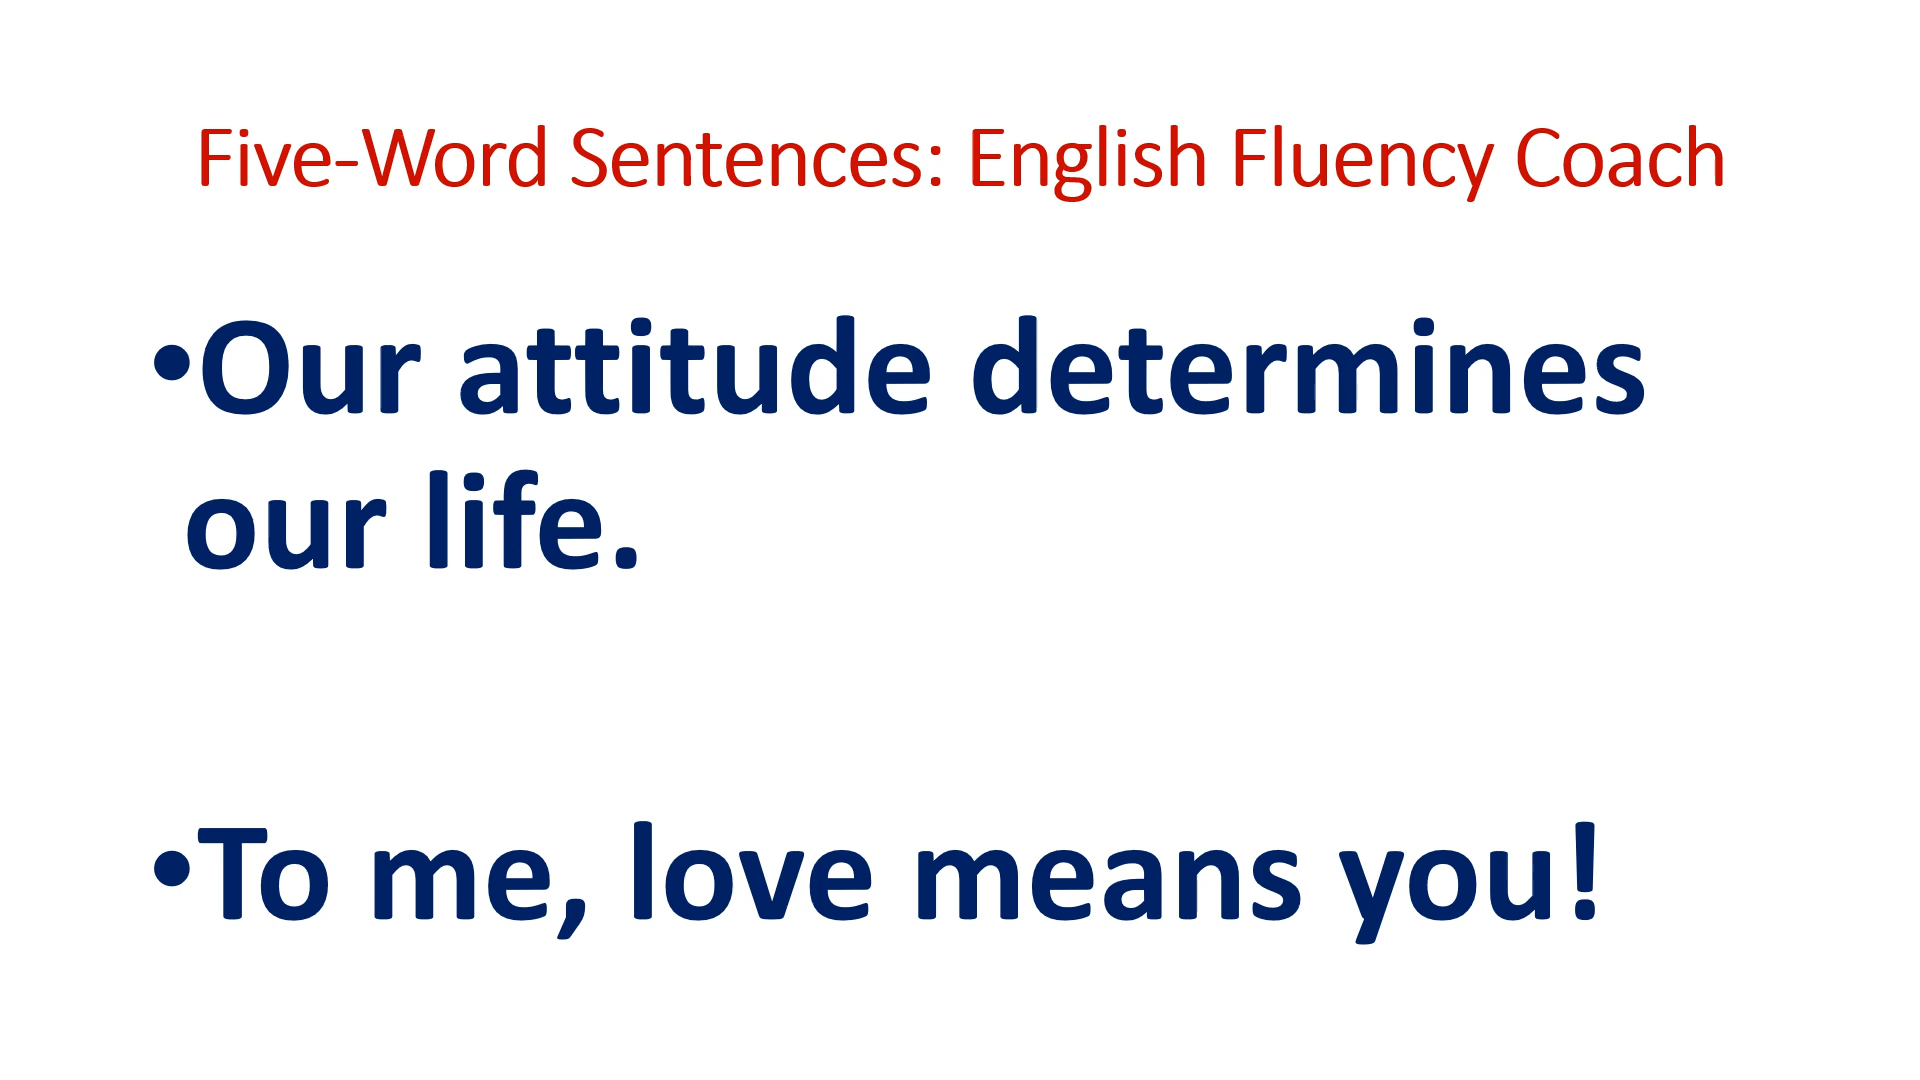 Five-Word Sentences: English Fluency Coach
•Our attitude determines
our life.
•To me, love means you!